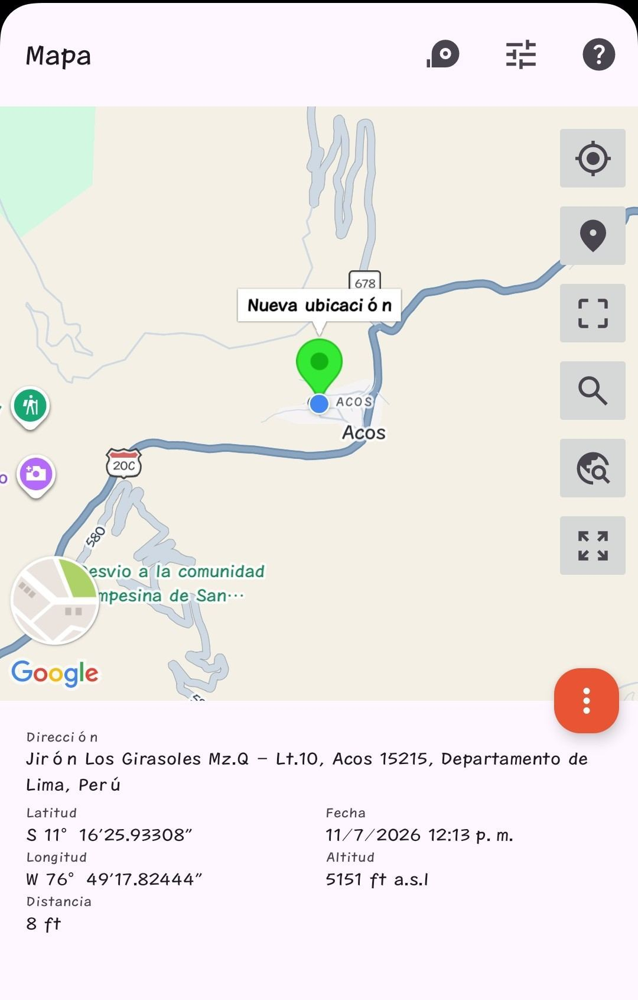 Mapa
678
Nueva ubicación
ACOS
Acos
20C
580
esvio a la comunidad
mpesina de San...
Google
Dirección
Jirón Los Girasoles Mz.Q - Lt.10, Acos 15215, Departamento de
Lima, Perú
Latitud
S 11° 16'25.93308"
Fecha
11/7/2026 12:13 p. m.
Longitud
W 76° 49'17.82444"
Altitud
5151 ft a.s.l
Distancia
8 ft